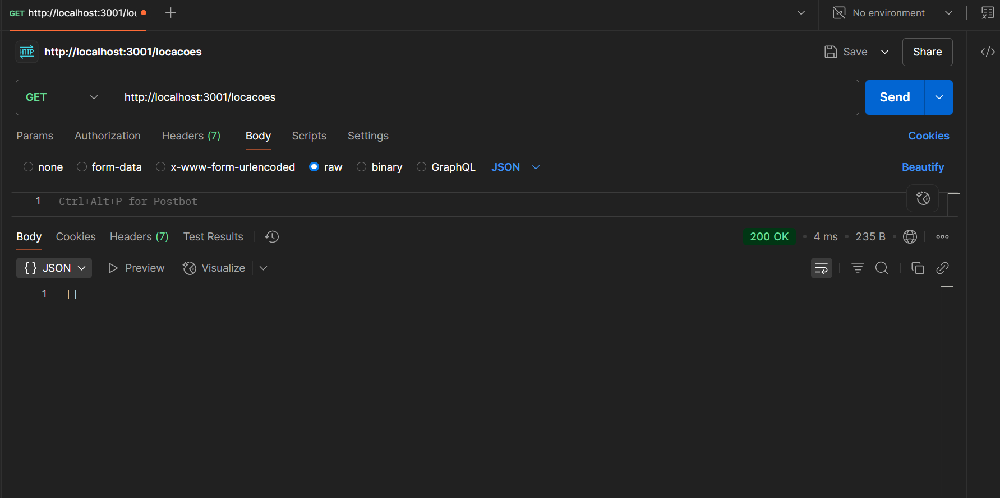 GET http://localhost:3001/loc
No environment
HTTP http://localhost:3001/locacoes
Save
Share
GET http://localhost:3001/locacoes
Send
Params Authorization Headers (7) Body Scripts Settings Cookies
none form-data x-www-form-urlencoded raw binary GraphQL JSON Beautify
1 Ctrl+Alt+P for Postbot
Body Cookies Headers (7) Test Results 200 OK • 4 ms • 235 B •
{} JSON Preview Visualize
1 []